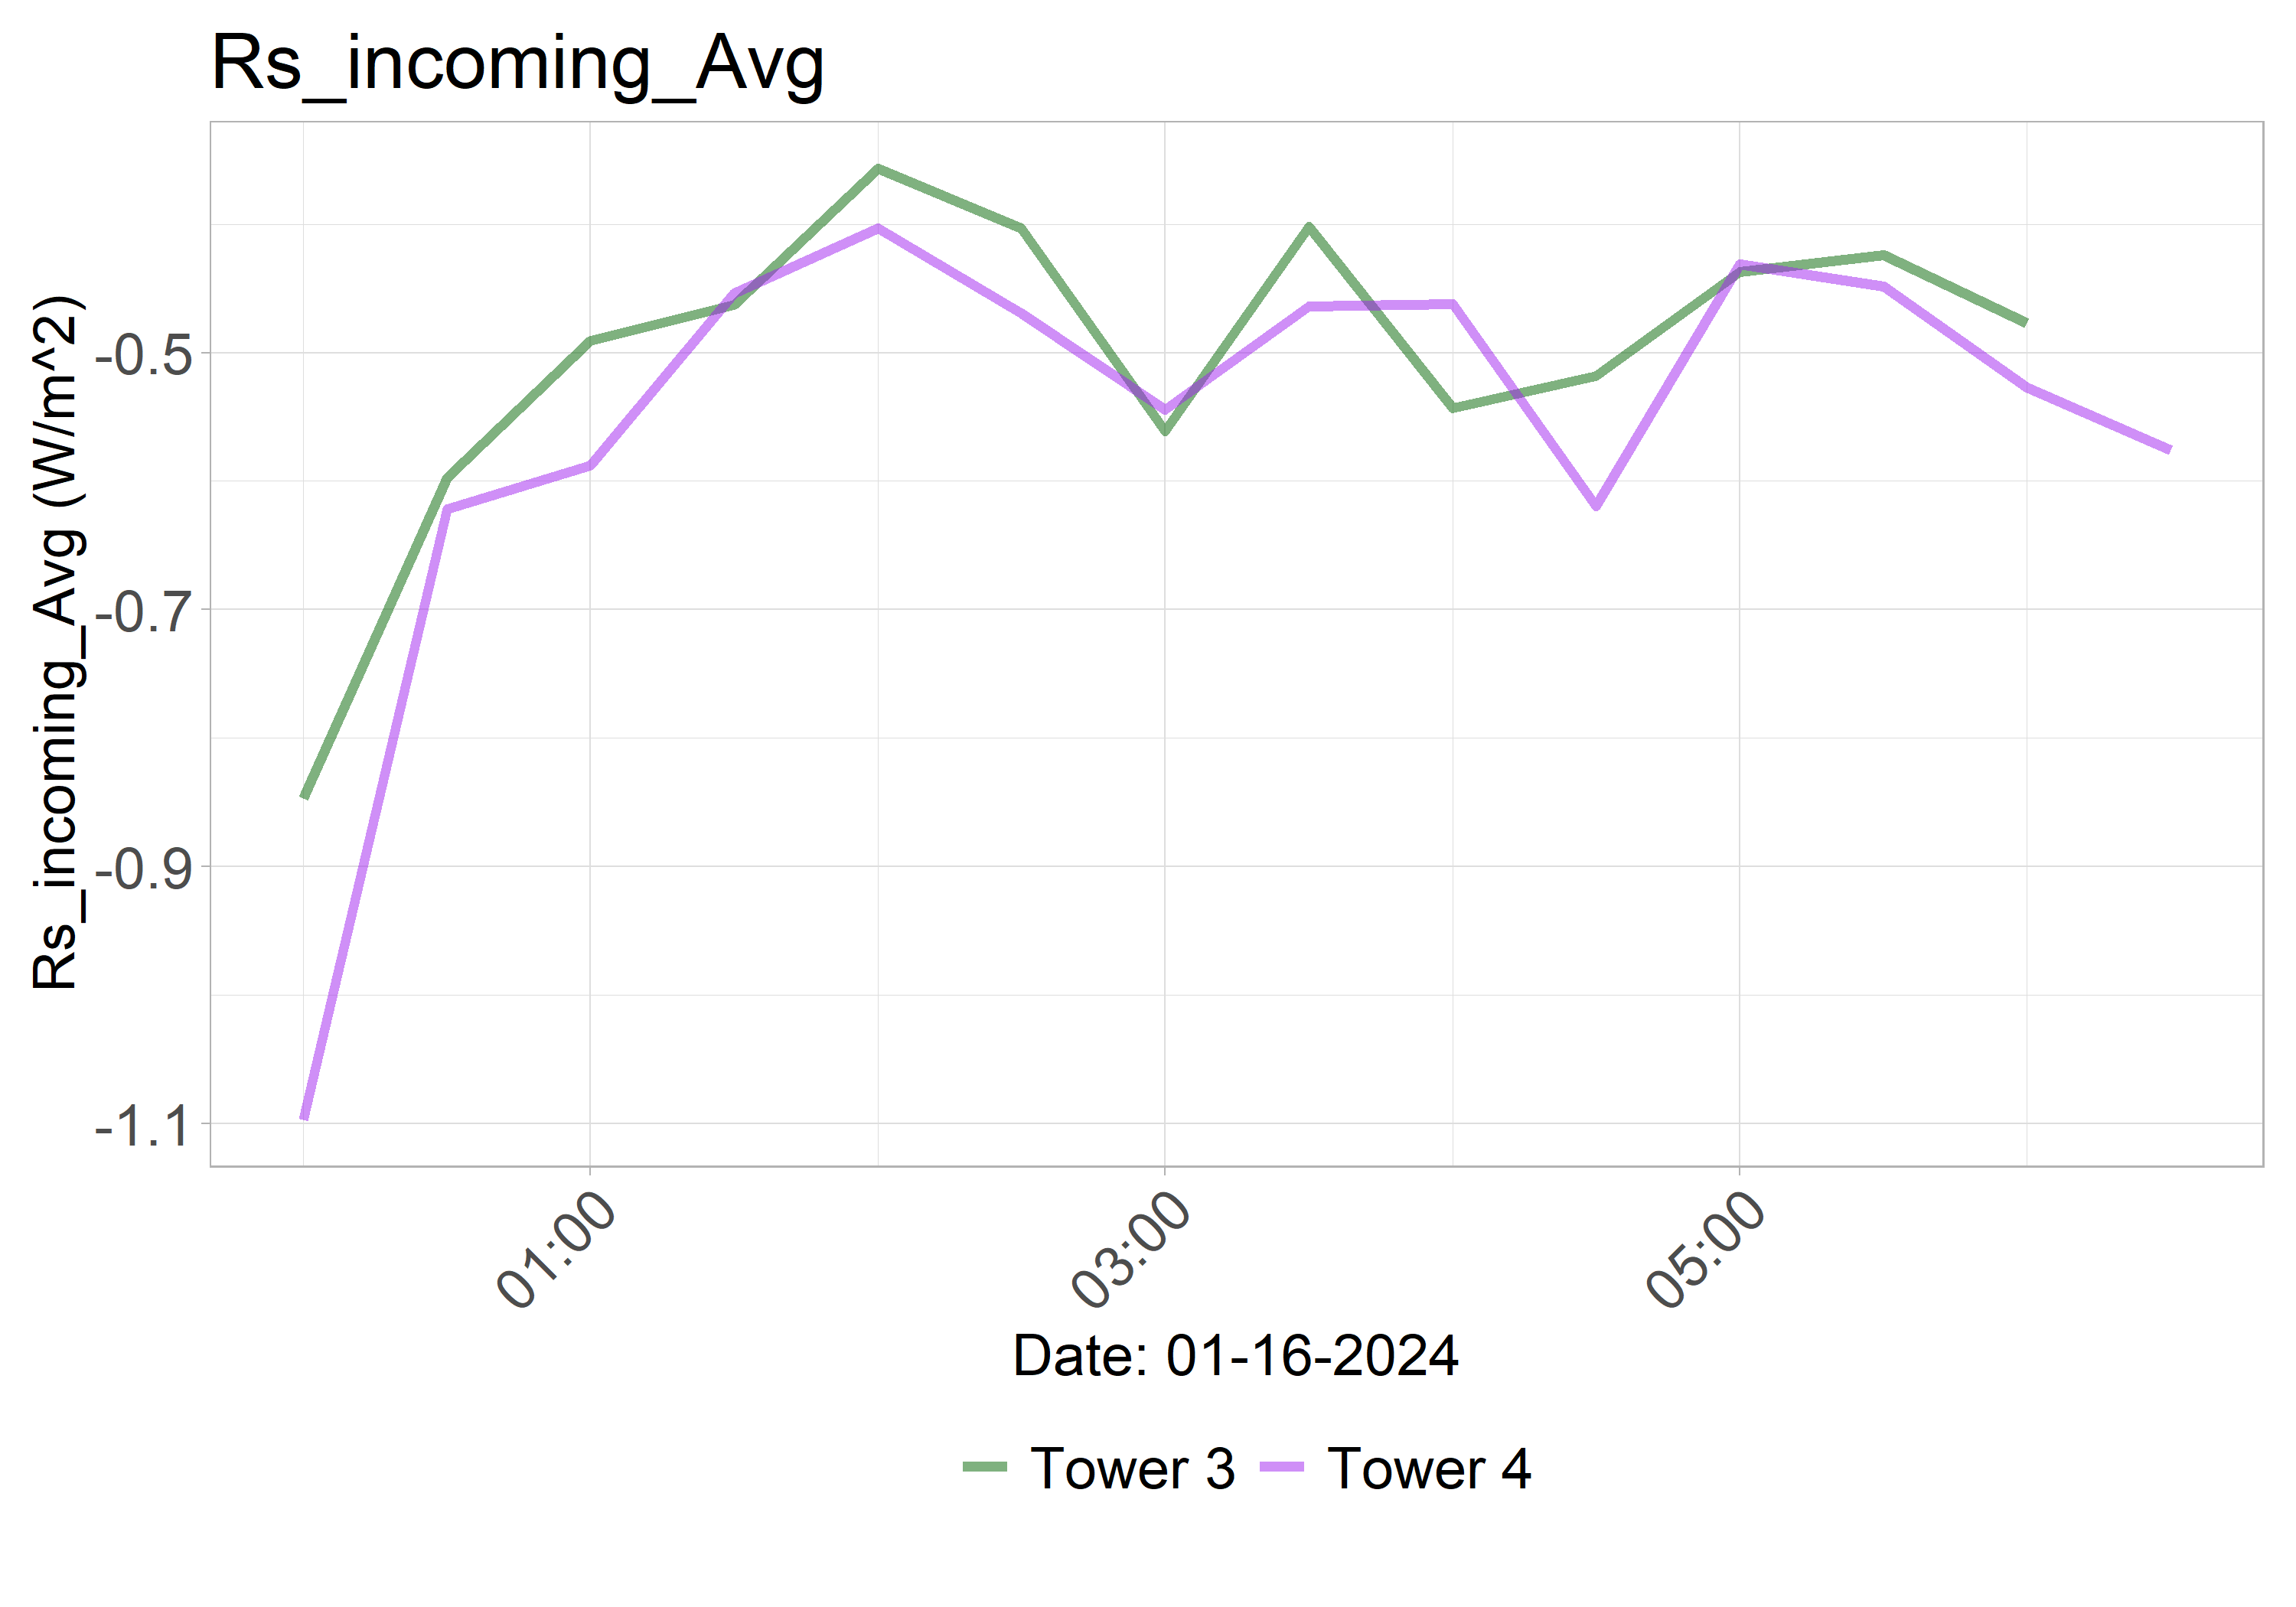 Rs_incoming_Avg
Rs_incoming_Avg (W/m^2)
-0.5
-0.7
-0.9
-1.1
01:00
03:00
05:00
Date: 01-16-2024
Tower 3
Tower 4